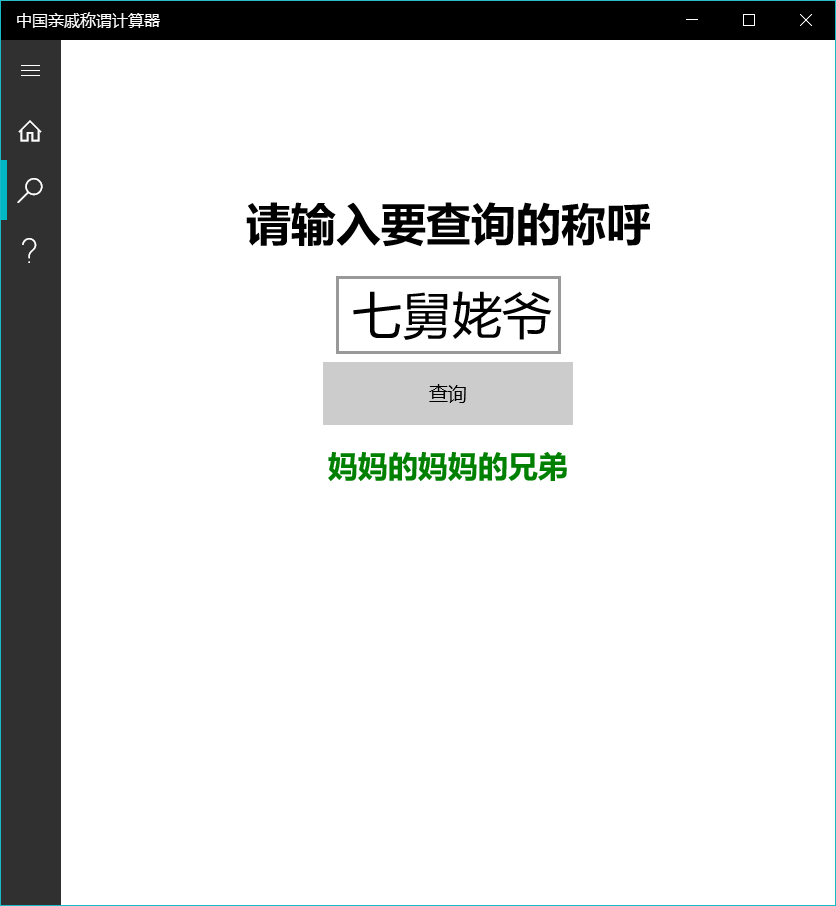 中国亲戚称谓计算器
请输入要查询的称呼
七舅姥爷
查询
妈妈的妈妈的兄弟